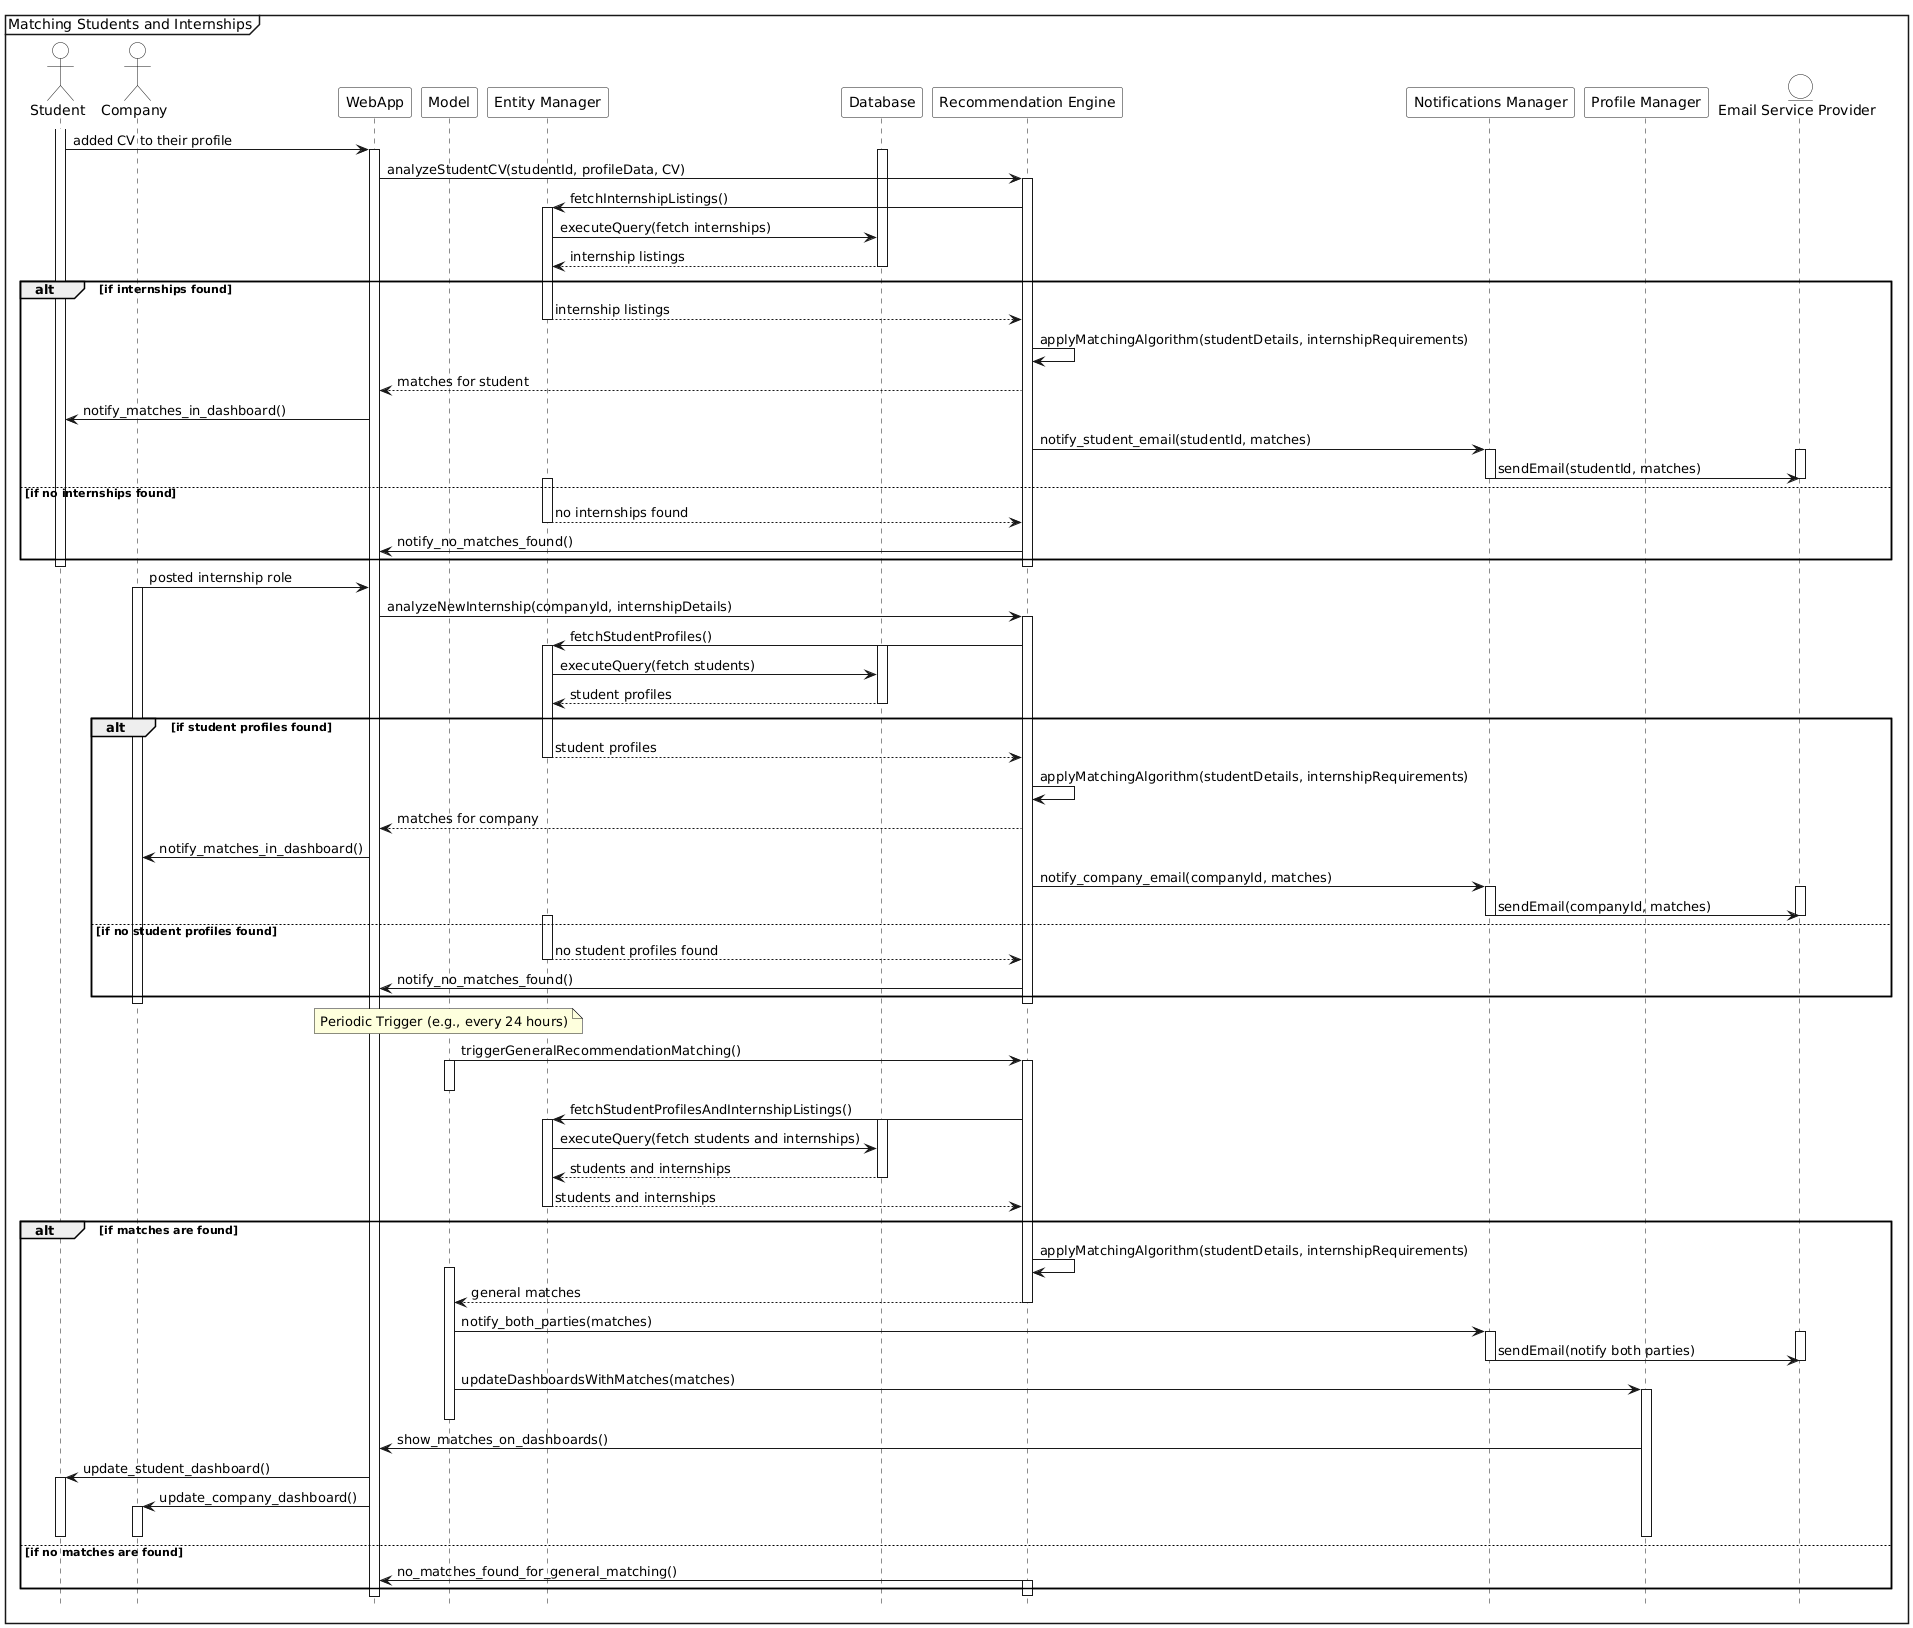 Matching Students and Internships
Student
Company
WebApp
Model
Entity Manager
Database
Recommendation Engine
Notifications Manager
Profile Manager
Email Service Provider
added CV to their profile
analyzeStudentCV(studentId, profileData, CV)
fetchInternshipListings()
executeQuery(fetch internships)
internship listings
alt
[if internships found]
internship listings
applyMatchingAlgorithm(studentDetails, internshipRequirements)
matches for student
notify_matches_in_dashboard()
notify_student_email(studentId, matches)
sendEmail(studentId, matches)
[if no internships found]
no internships found
notify_no_matches_found()
posted internship role
analyzeNewInternship(companyId, internshipDetails)
fetchStudentProfiles()
executeQuery(fetch students)
student profiles
alt
[if student profiles found]
student profiles
applyMatchingAlgorithm(studentDetails, internshipRequirements)
matches for company
notify_matches_in_dashboard()
notify_company_email(companyId, matches)
sendEmail(companyId, matches)
[if no student profiles found]
no student profiles found
notify_no_matches_found()
Periodic Trigger (e.g., every 24 hours)
triggerGeneralRecommendationMatching()
fetchStudentProfilesAndInternshipListings()
executeQuery(fetch students and internships)
students and internships
students and internships
alt
[if matches are found]
applyMatchingAlgorithm(studentDetails, internshipRequirements)
general matches
notify_both_parties(matches)
sendEmail(notify both parties)
updateDashboardsWithMatches(matches)
show_matches_on_dashboards()
update_student_dashboard()
update_company_dashboard()
[if no matches are found]
no_matches_found_for_general_matching()